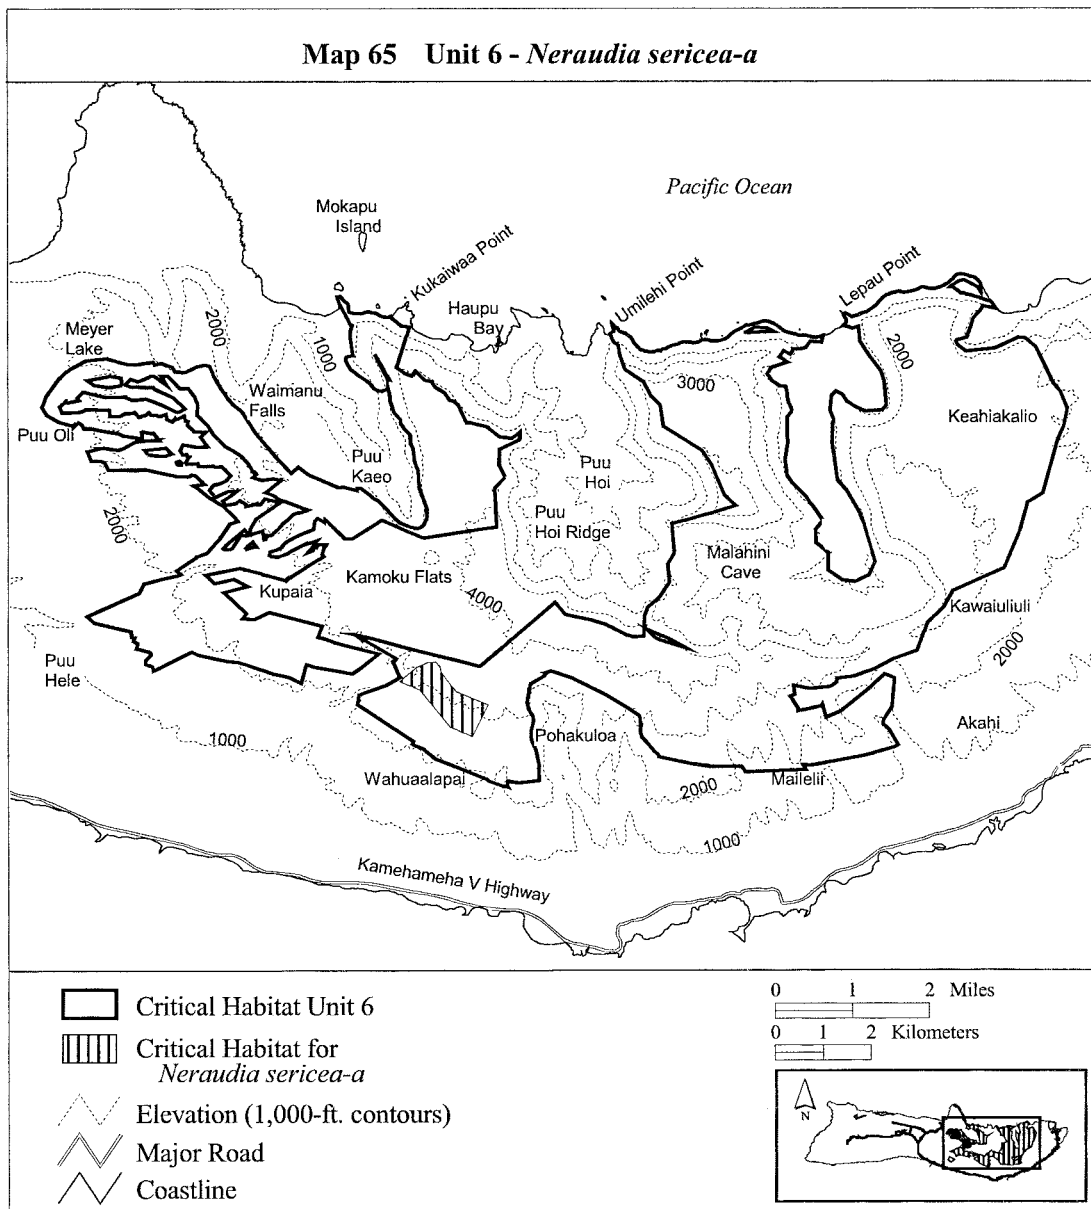 Map 65 Unit 6 - Neraudia sericea-a
Pacific Ocean
Mokapu
Island
Kukaiwaa Point
Haupu
Bay
Umilehi Point
Lepau Point
Meyer
Lake
2000
1000
2000
3000
Waimanu
Falls
Keahiakalio
Puu Oli
Puu
Kaeo
Puu
Hoi
2000
Puu
Hoi Ridge
Malahini
Cave
Kamoku Flats
Kupaia
4000
Kawaiuliuli
2000
Puu
Hele
Akahi
1000
Pohakuloa
Wahuaalapai
Mailelii
2000
1000
Kamehameha V Highway
Critical Habitat Unit 6
Critical Habitat for
Neraudia sericea-a
Elevation (1,000-ft. contours)
Major Road
Coastline
0 1 2 Miles
0 1 2 Kilometers
N